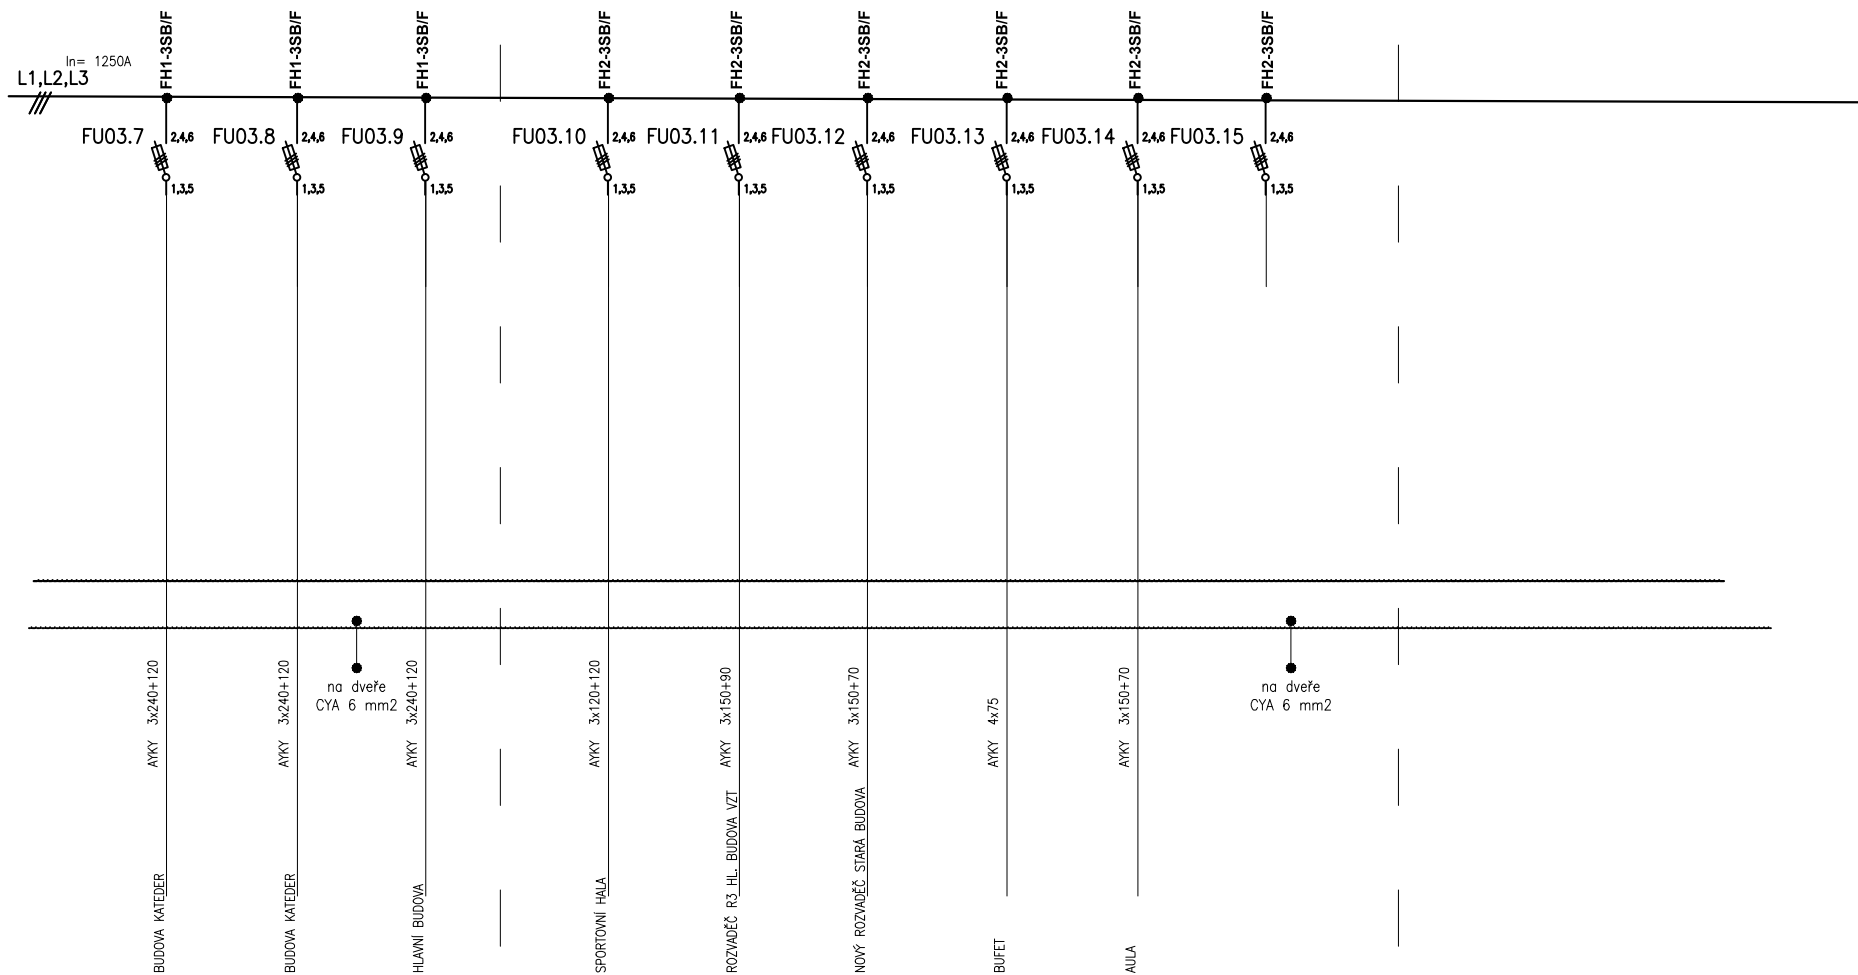 FH1-3SB/F
FH1-3SB/F
FH1-3SB/F
FH2-3SB/F
FH2-3SB/F
FH2-3SB/F
FH2-3SB/F
FH2-3SB/F
FH2-3SB/F
In= 1250A
L1,L2,L3
FU03.7 2,4,6
FU03.8 2,4,6
FU03.9 2,4,6
FU03.10 2,4,6
FU03.11 2,4,6
FU03.12 2,4,6
FU03.13 2,4,6
FU03.14 2,4,6
FU03.15 2,4,6
1,3,5
1,3,5
1,3,5
1,3,5
1,3,5
1,3,5
1,3,5
1,3,5
1,3,5
AYKY 3x240+120
AYKY 3x240+120
na dveře
CYA 6 mm2
AYKY 3x240+120
AYKY 3x120+120
AYKY 3x150+90
AYKY 3x150+70
AYKY 4x75
AYKY 3x150+70
na dveře
CYA 6 mm2
BUDOVA KATEDER
BUDOVA KATEDER
HLAVNÍ BUDOVA
SPORTOVNÍ HALA
ROZVADĚČ R3 HL. BUDOVA VZT
NOVÝ ROZVADĚČ STARÁ BUDOVA
BUFET
AULA